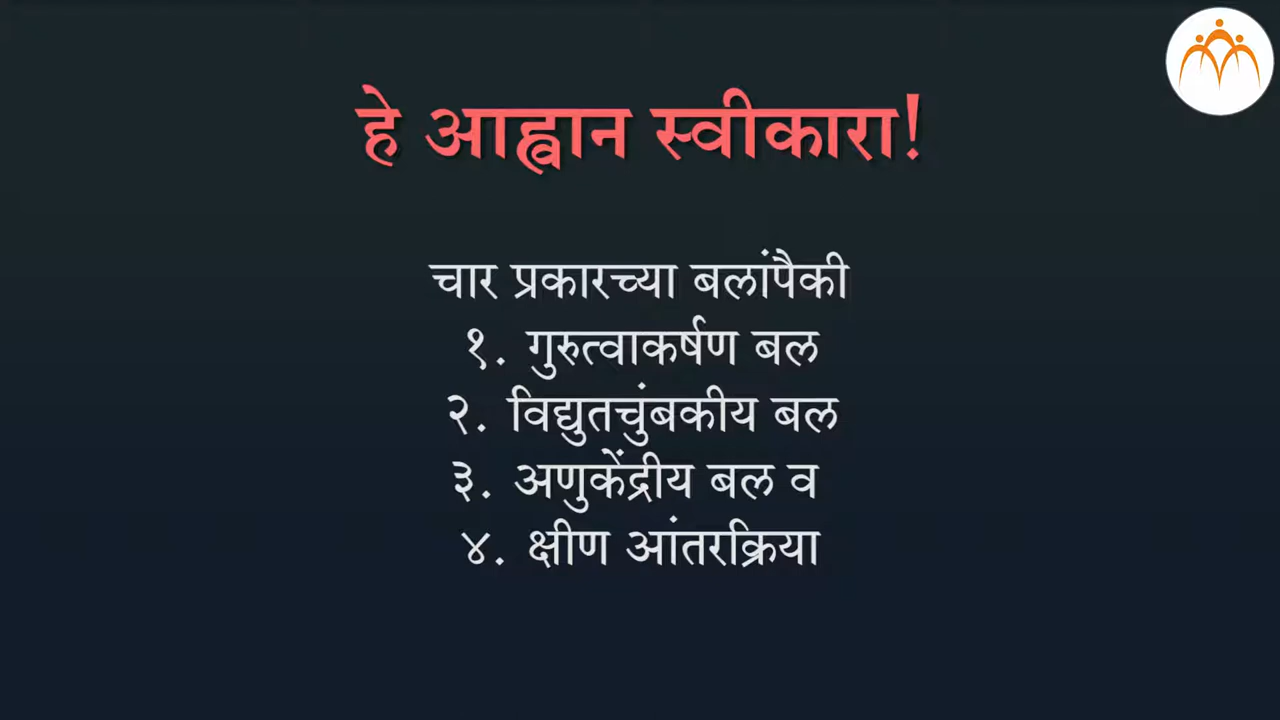 हे आह्वान स्वीकारा!
चार प्रकारच्या बलांपैकी
१. गुरुत्वाकर्षण बल
२. विद्युतचुंबकीय बल
३. अणुकेंद्रीय बल व
४. क्षीण आंतरक्रिया